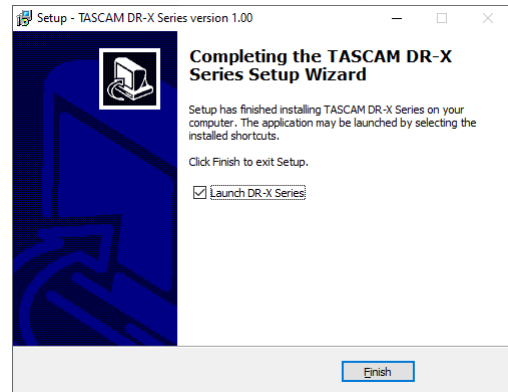 Setup - TASCAM DR-X Series version 1.00
Completing the TASCAM DR-X
Series Setup Wizard
Setup has finished installing TASCAM DR-X Series on your
computer. The application may be launched by selecting the
installed shortcuts.
Click Finish to exit Setup.
Launch DR-X Series
Finish